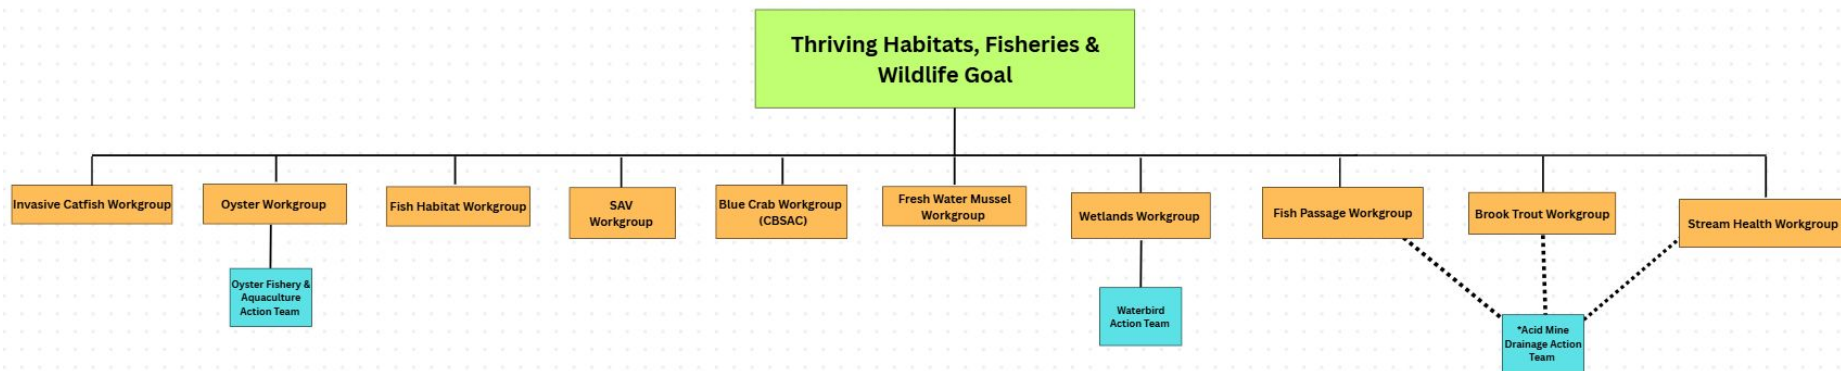 Thriving Habitats, Fisheries &
Wildlife Goal
Invasive Catfish Workgroup
Oyster Workgroup
Fish Habitat Workgroup
SAV
Workgroup
Blue Crab Workgroup
(CBSAC)
Fresh Water Mussel
Workgroup
Wetlands Workgroup
Fish Passage Workgroup
Brook Trout Workgroup
Stream Health Workgroup
Oyster Fishery &
Aquaculture
Action Team
Waterbird
Action Team
*Acid Mine
Drainage Action
Team